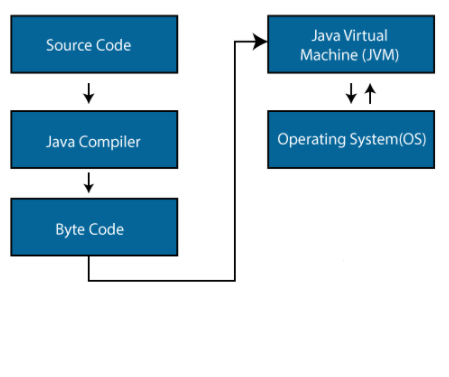 Source Code
Java Compiler
Byte Code
Java Virtual
Machine (JVM)
Operating System(OS)